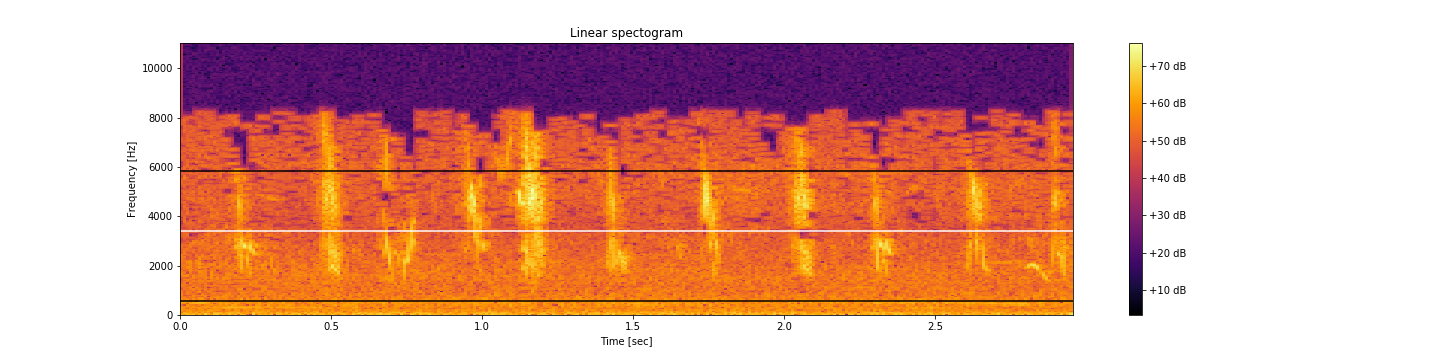 Linear spectogram
10000
8000
6000
4000
2000
0
Frequency [Hz]
0.0
0.5
1.0
1.5
2.0
2.5
Time [sec]
+70 dB
+60 dB
+50 dB
+40 dB
+30 dB
+20 dB
+10 dB